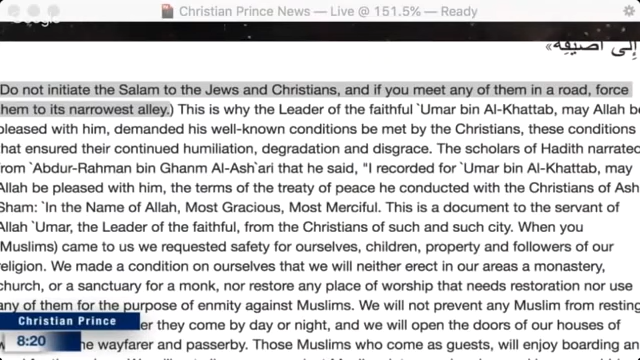 Christian Prince News — Live @ 151.5% — Ready
Google
إلى أضيقه»
Do not initiate the Salam to the Jews and Christians, and if you meet any of them in a road, force
them to its narrowest alley.) This is why the Leader of the faithful `Umar bin Al-Khattab, may Allah be
pleased with him, demanded his well-known conditions be met by the Christians, these conditions
that ensured their continued humiliation, degradation and disgrace. The scholars of Hadith narrated
from `Abdur-Rahman bin Ghanm Al-Ash`ari that he said, "I recorded for `Umar bin Al-Khattab, may
Allah be pleased with him, the terms of the treaty of peace he conducted with the Christians of Ash
Sham: `In the Name of Allah, Most Gracious, Most Merciful. This is a document to the servant of
Allah `Umar, the Leader of the faithful, from the Christians of such and such city. When you
(Muslims) came to us we requested safety for ourselves, children, property and followers of our
religion. We made a condition on ourselves that we will neither erect in our areas a monastery,
church, or a sanctuary for a monk, nor restore any place of worship that needs restoration nor use
any of them for the purpose of enmity against Muslims. We will not prevent any Muslim from resting
er they come by day or night, and we will open the doors of our houses of
e wayfarer and passerby. Those Muslims who come as guests, will enjoy boarding an
Christian Prince
8:20